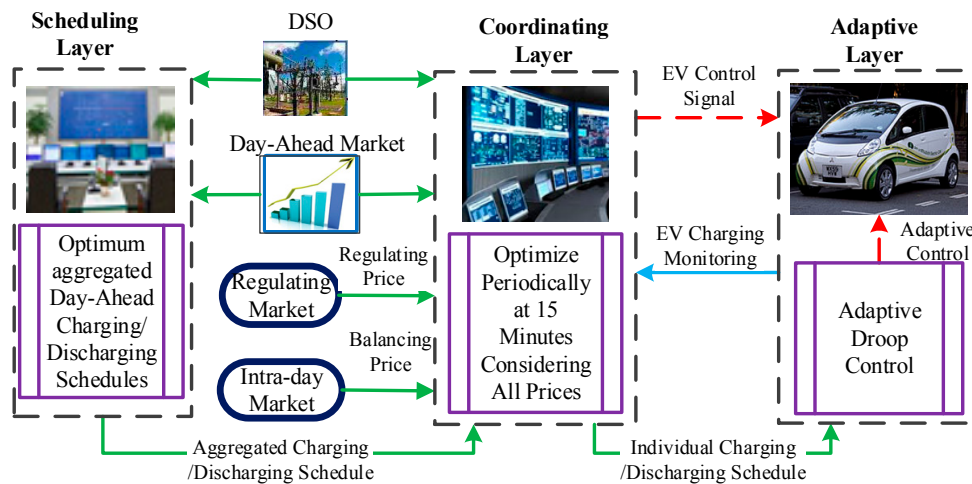 Scheduling
Layer
DSO
Coordinating
Layer
Adaptive
Layer
EV Control
Signal
Day-Ahead Market
Optimum
aggregated
Day-Ahead
Charging/
Discharging
Schedules
Regulating
Price
Regulating
Market
Balancing
Price
Intra-day
Market
Optimize
Periodically
at 15
Minutes
Considering
All Prices
EV Charging
Monitoring
Adaptive
Control
Adaptive
Droop
Control
Aggregated Charging
/Discharging Schedule
Individual Charging
/Discharging Schedule